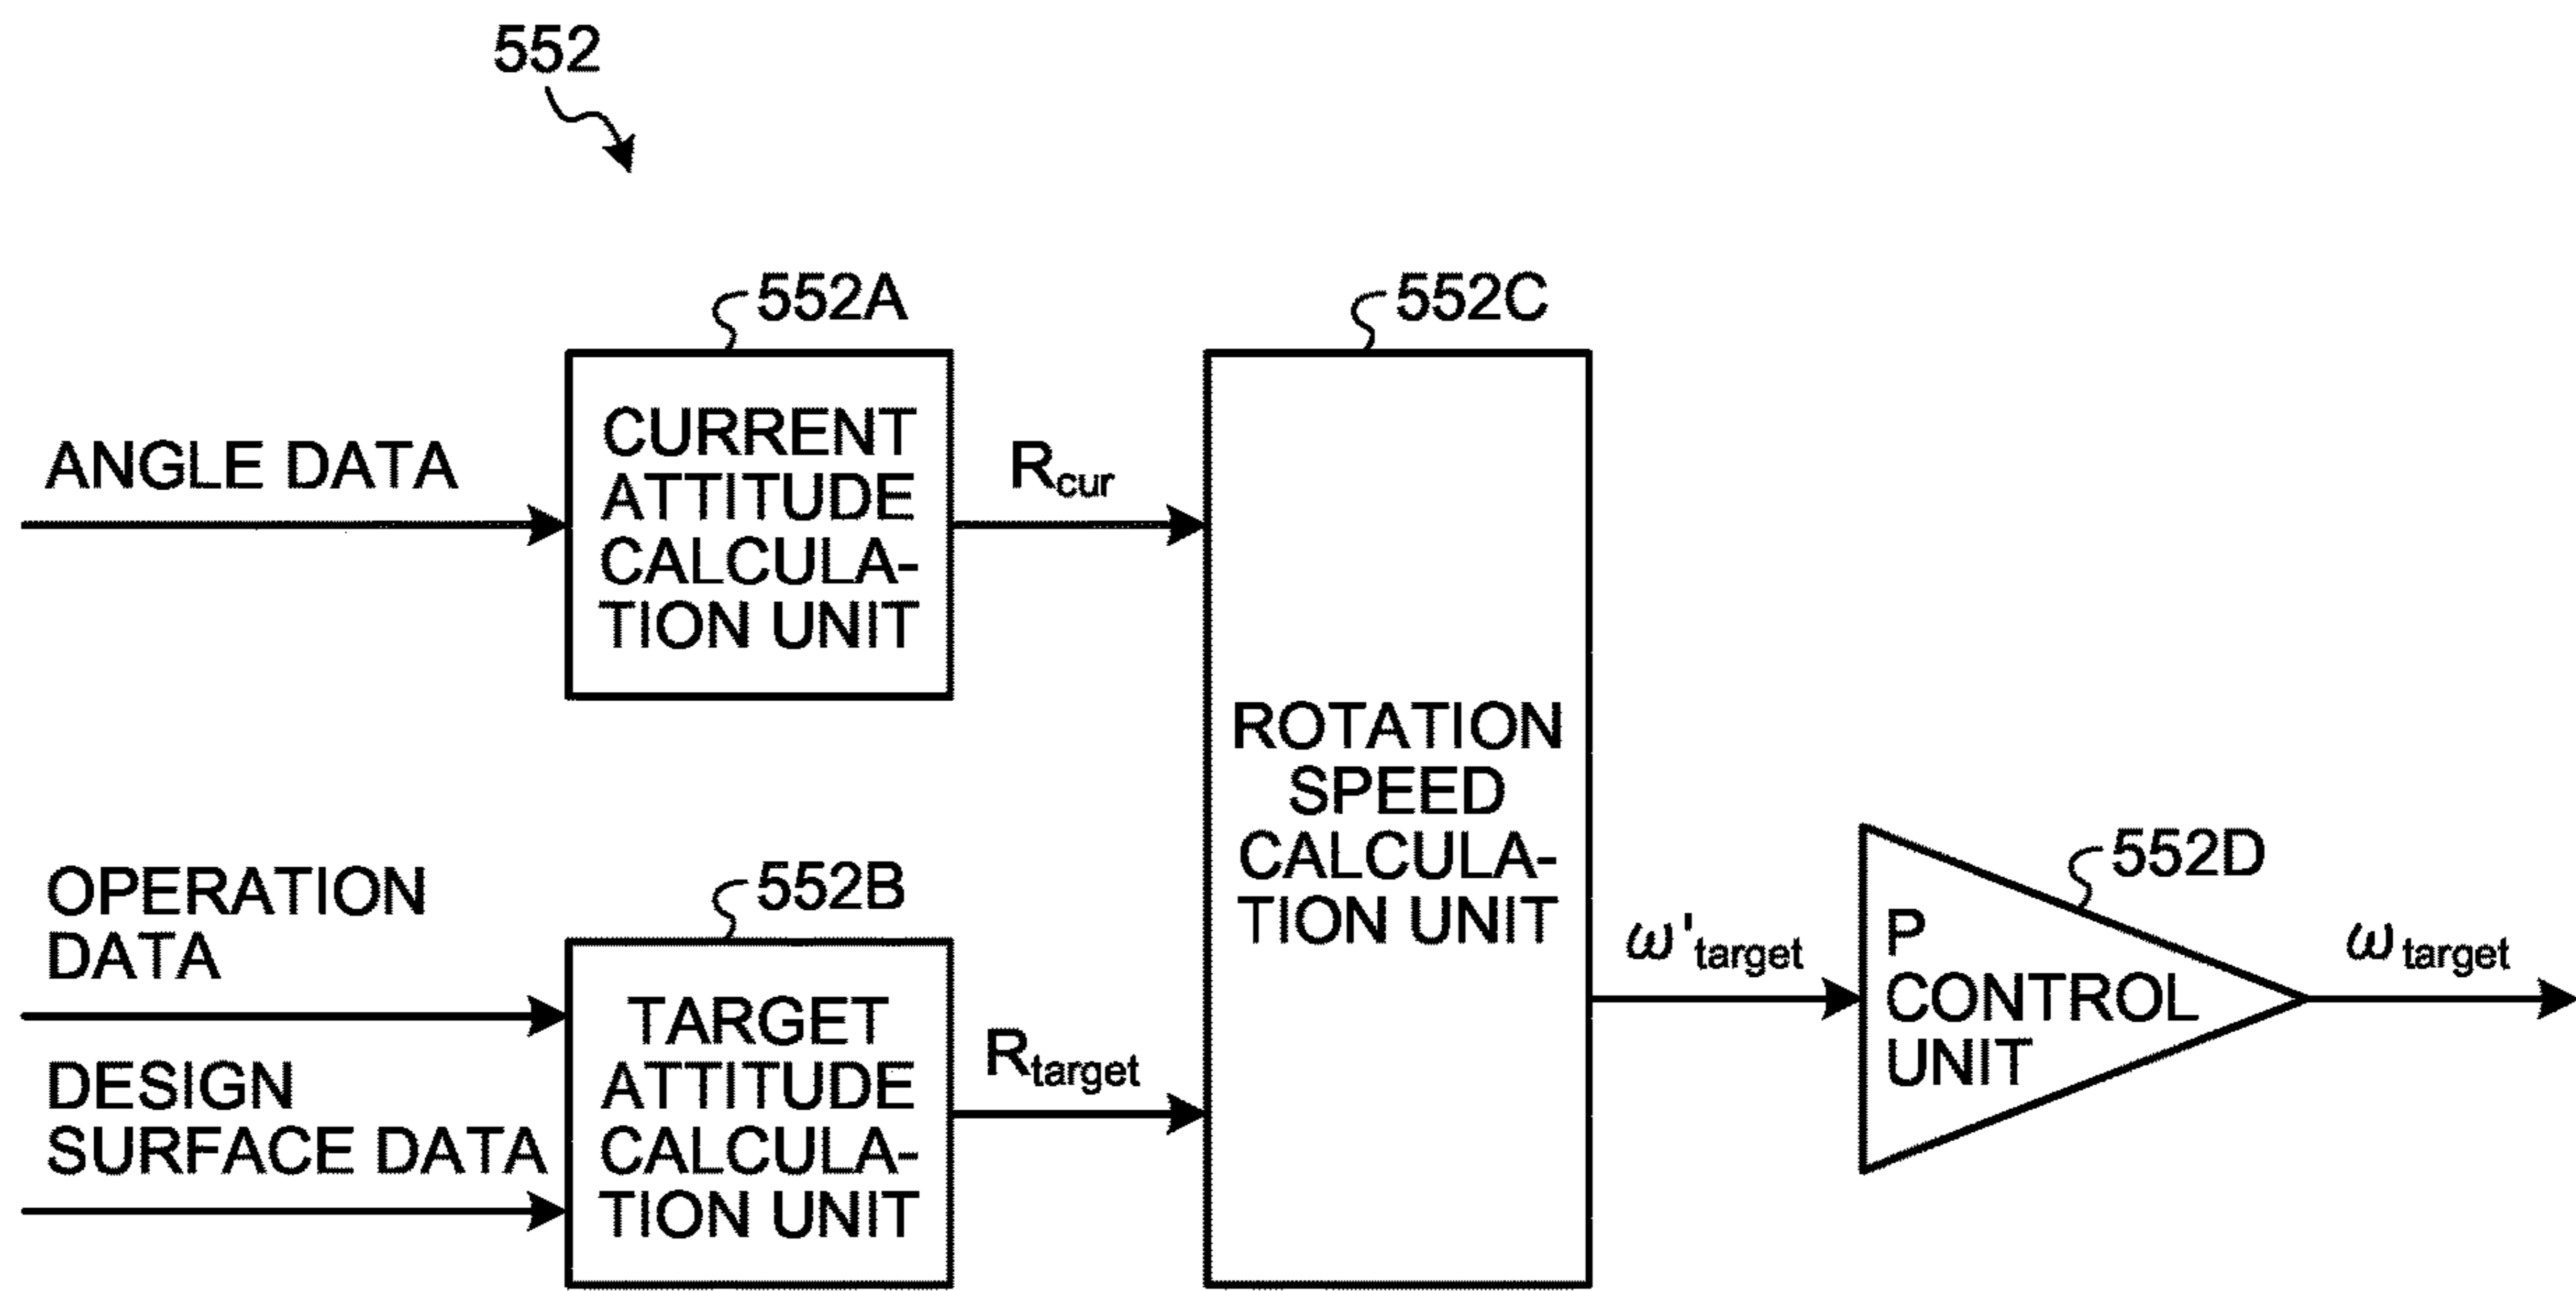 552
552A
552C
ANGLE DATA
CURRENT
ATTITUDE
CALCULA-
TION UNIT
Rcur
OPERATION
DATA
DESIGN
SURFACE DATA
552B
TARGET
ATTITUDE
CALCULA-
TION UNIT
Rtarget
ROTATION
SPEED
CALCULA-
TION UNIT
ω'target
552D
P
CONTROL
UNIT
ωtarget